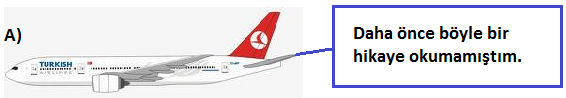 A)
TURKISH
AIRLINES
Daha önce böyle bir
hikaye okumamıştım.